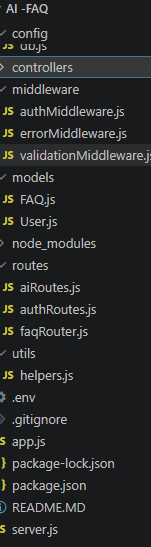 AI -FAQ
config
JS db.js
controllers
middleware
JS authMiddleware.js
JS errorMiddleware.js
JS validationMiddleware.js
models
JS FAQ.js
JS User.js
node_modules
routes
JS aiRoutes.js
JS authRoutes.js
JS faqRouter.js
utils
JS helpers.js
.env
.gitignore
JS app.js
{} package-lock.json
{} package.json
README.MD
JS server.js